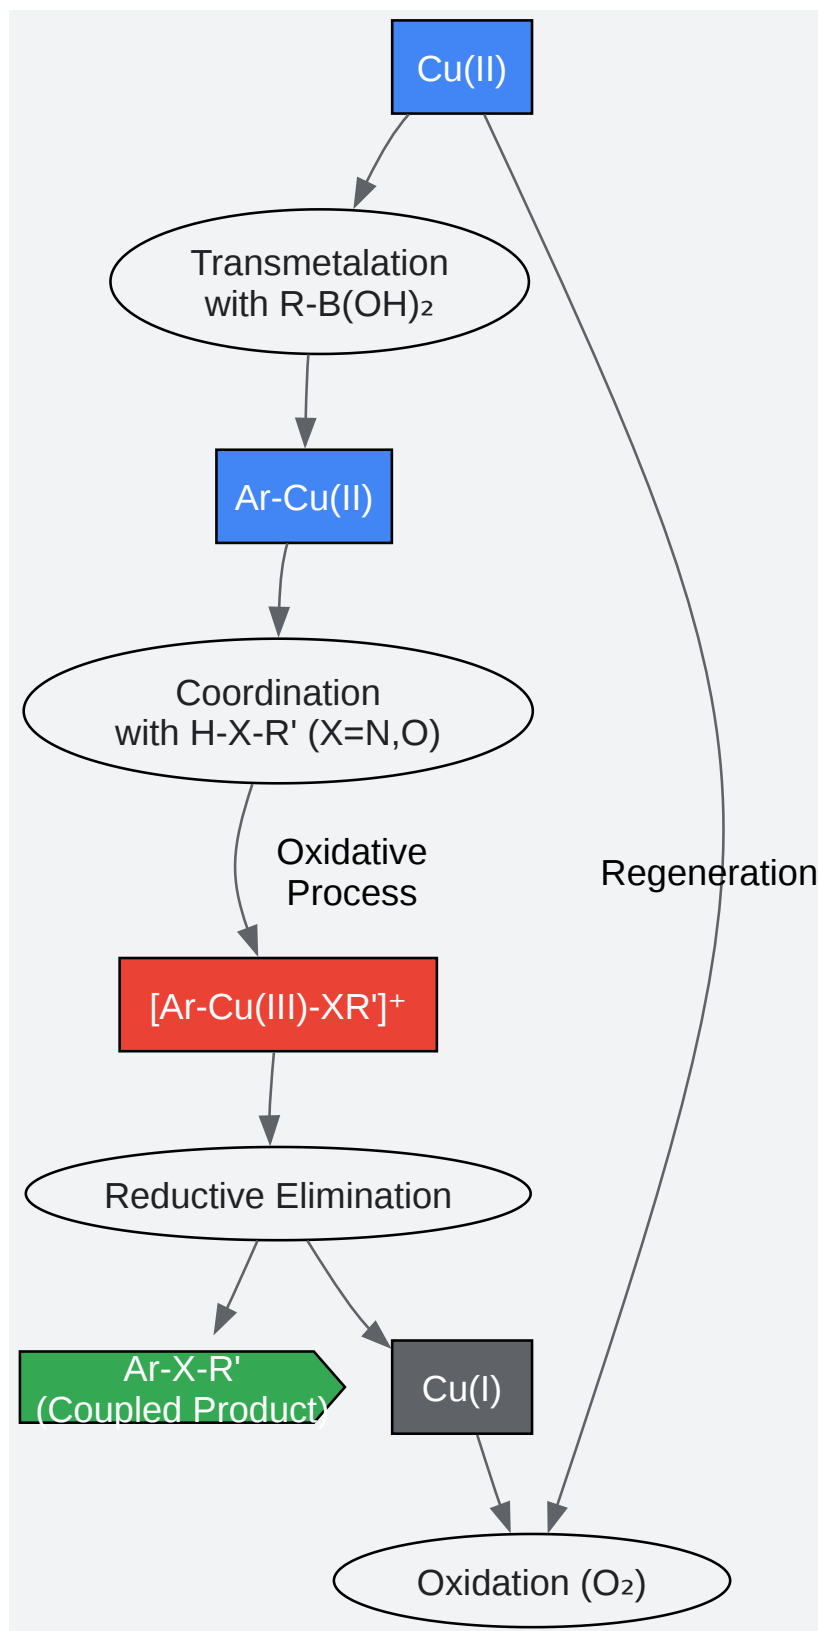 Cu(II)
Transmetalation
with R-B(OH)₂
Ar-Cu(II)
Coordination
with H-X-R' (X=N,O)
Oxidative
Process
Regeneration
[Ar-Cu(III)-XR']⁺
Reductive Elimination
Ar-X-R'
(Coupled Product)
Cu(I)
Oxidation (O₂)